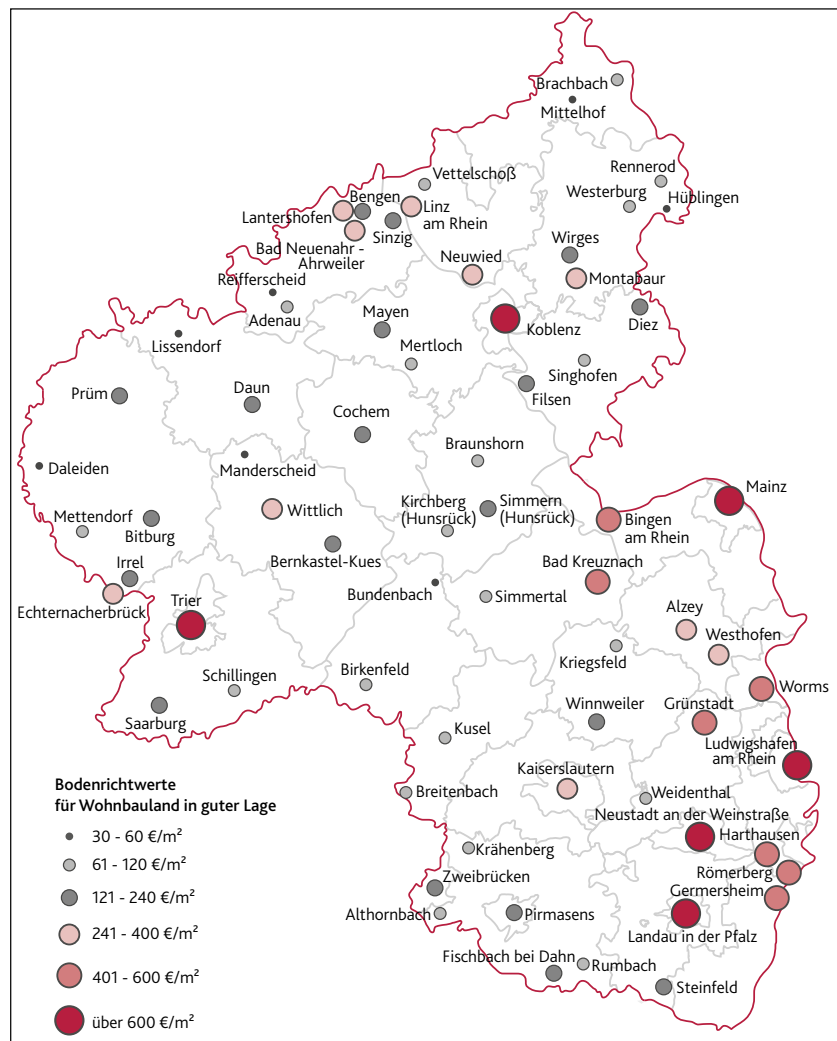 Brachbach
Mittelhof
Vettelschoß
Rennerod
Westerburg
Hüblingen
Bengen
Lantershofen
Linz
am Rhein
Sinzig
Bad Neuenahr -
Ahrweiler
Wirges
Neuwied
Montabaur
Reifferscheid
Adenau
Mayen
Koblenz
Diez
Lissendorf
Mertloch
Singhofen
Prüm
Daun
Filsen
Cochem
Braunshorn
Daleiden
Manderscheid
Mainz
Mettendorf
Wittlich
Kirchberg
(Hunsrück)
Simmern
(Hunsrück)
Bingen
am Rhein
Bitburg
Irrel
Bernkastel-Kues
Bad Kreuznach
Echternacherbrück
Trier
Bundenbach
Simmertal
Alzey
Westhofen
Kriegsfeld
Schillingen
Birkenfeld
Worms
Saarburg
Winnweiler
Grünstadt
Kusel
Ludwigshafen
am Rhein
Kaiserslautern
Breitenbach
Weidenthal
Neustadt an der Weinstraße
Harthausen
Krähenberg
Römerberg
Zweibrücken
Germersheim
Althornbach
Pirmasens
Landau in der Pfalz
Fischbach bei Dahn
Rumbach
Steinfeld
Bodenrichtwerte
für Wohnbauland in guter Lage
30 - 60 €/m²
61 - 120 €/m²
121 - 240 €/m²
241 - 400 €/m²
401 - 600 €/m²
über 600 €/m²